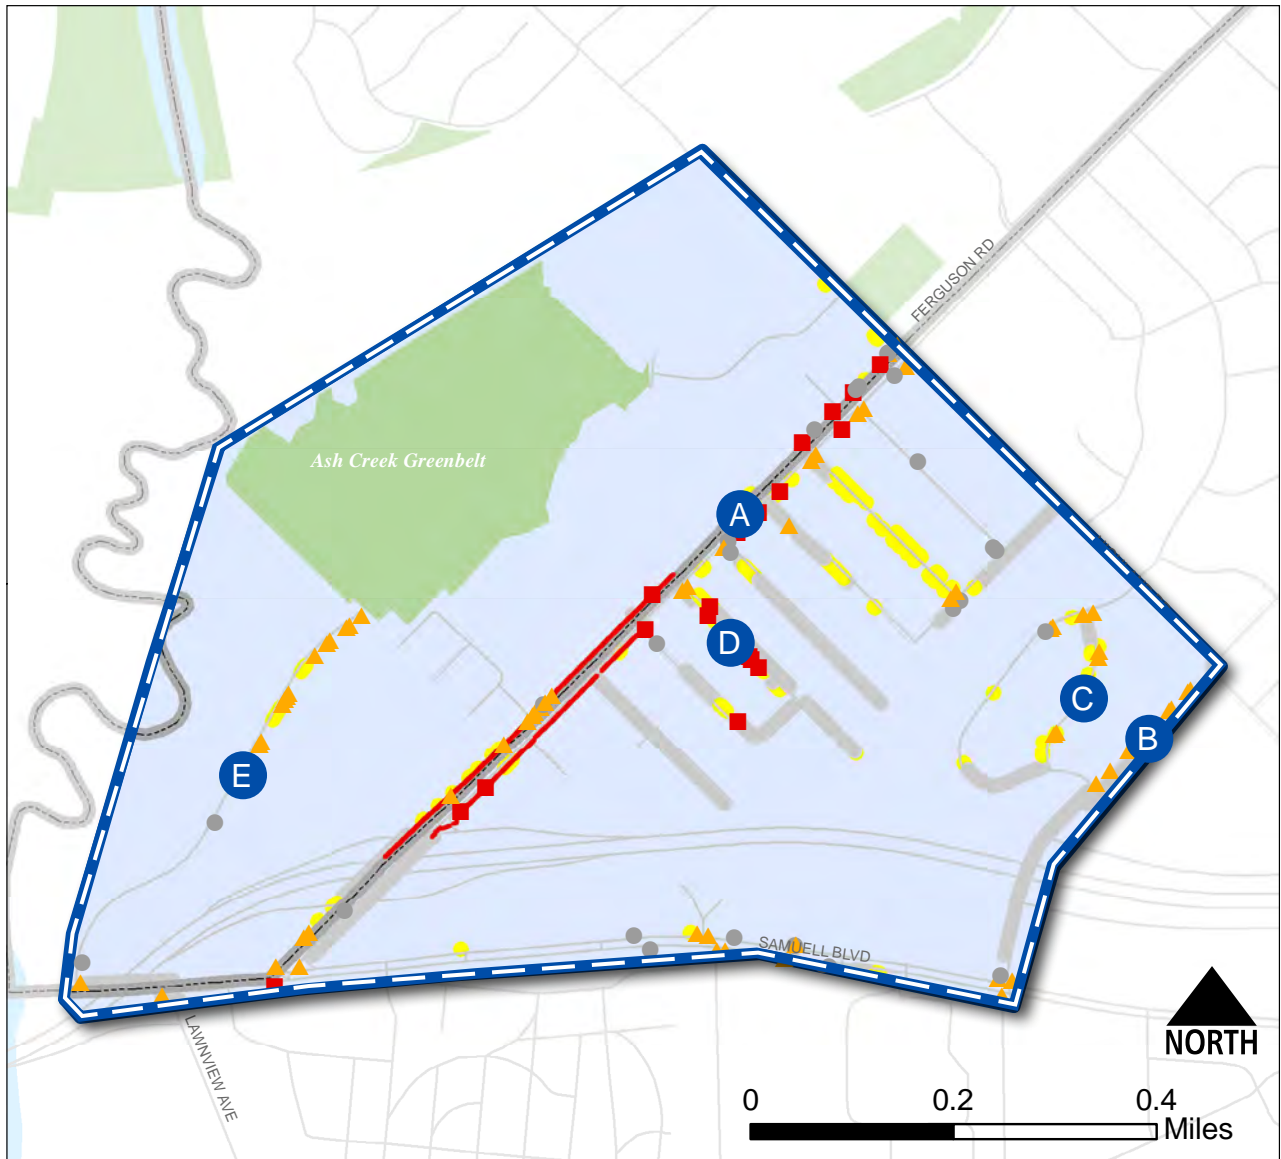 FERGUSON RD
Ash Creek Greenbelt
A
D
C
B
E
SAMUELL BLVD
LAWNVIEW AVE
NORTH
0 0.2 0.4
Miles